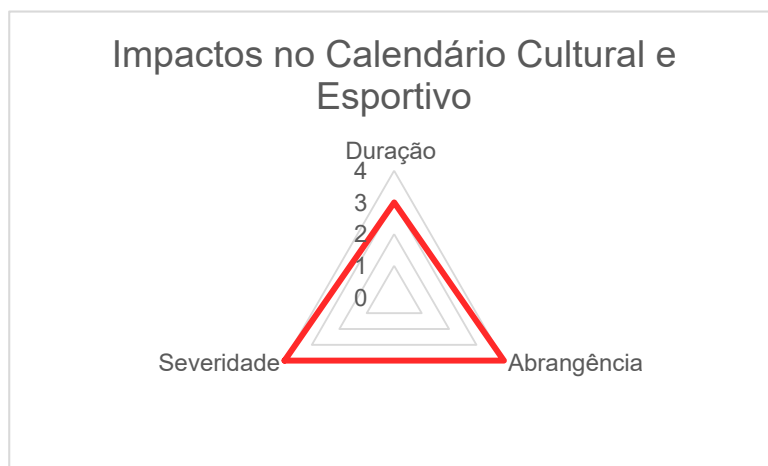 Impactos no Calendário Cultural e
Esportivo
Duração
4
3
2
1
0
Severidade
Abrangência